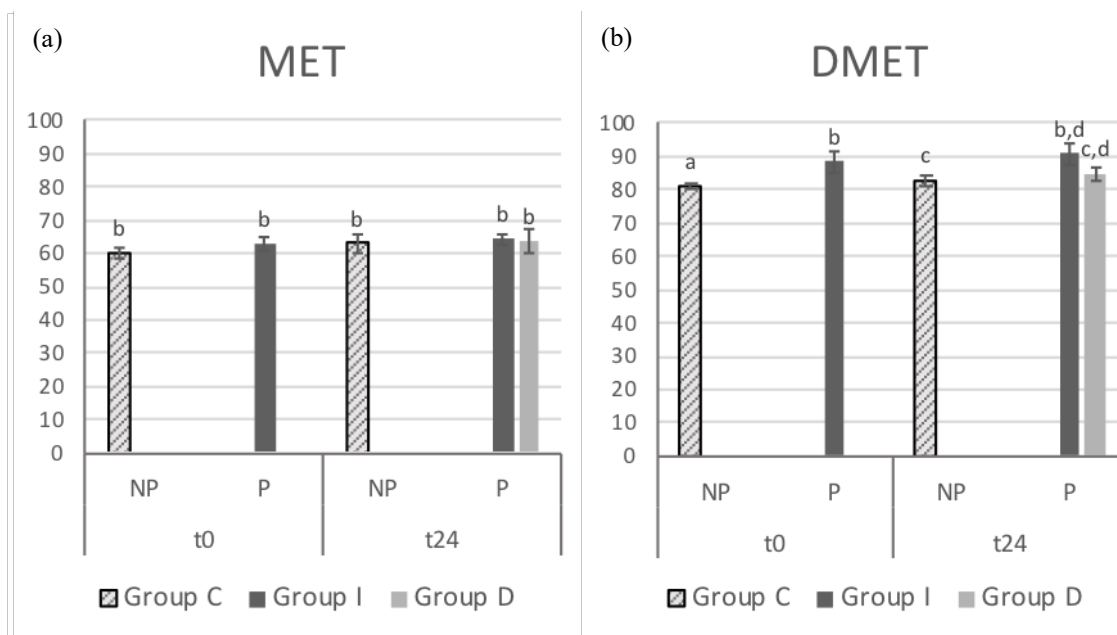 (a)
MET
100
90
80
70
60
50
40
30
20
10
0
b
b
b
b b
NP P NP P
t0 t24
Group C Group I Group D
(b)
DMET
100
90
80
70
60
50
40
30
20
10
0
a
b
c
b,d
c,d
NP P NP P
t0 t24
Group C Group I Group D